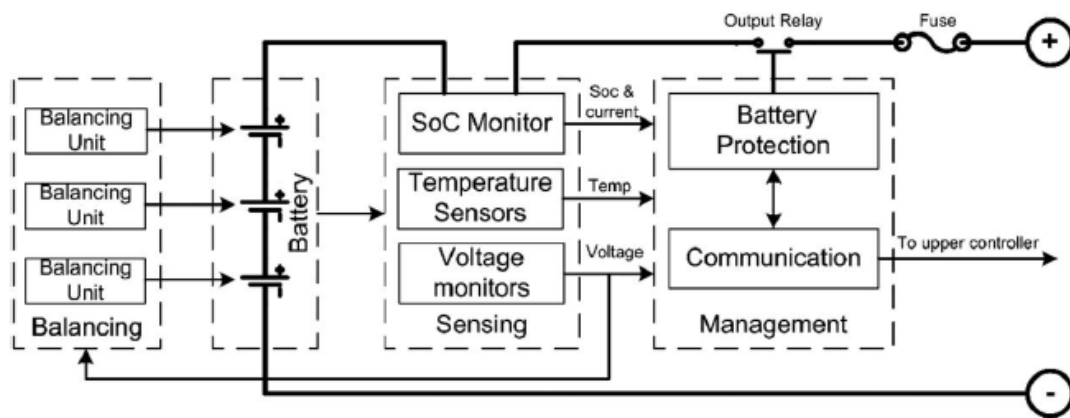 Output Relay
Fuse
+
Balancing
Unit
Balancing
Unit
Balancing
Unit
Balancing
+
+
+
Battery
SoC Monitor
Temperature
Sensors
Voltage
monitors
Sensing
Soc &
current
Temp
Voltage
Battery
Protection
Communication
Management
To upper controller
-